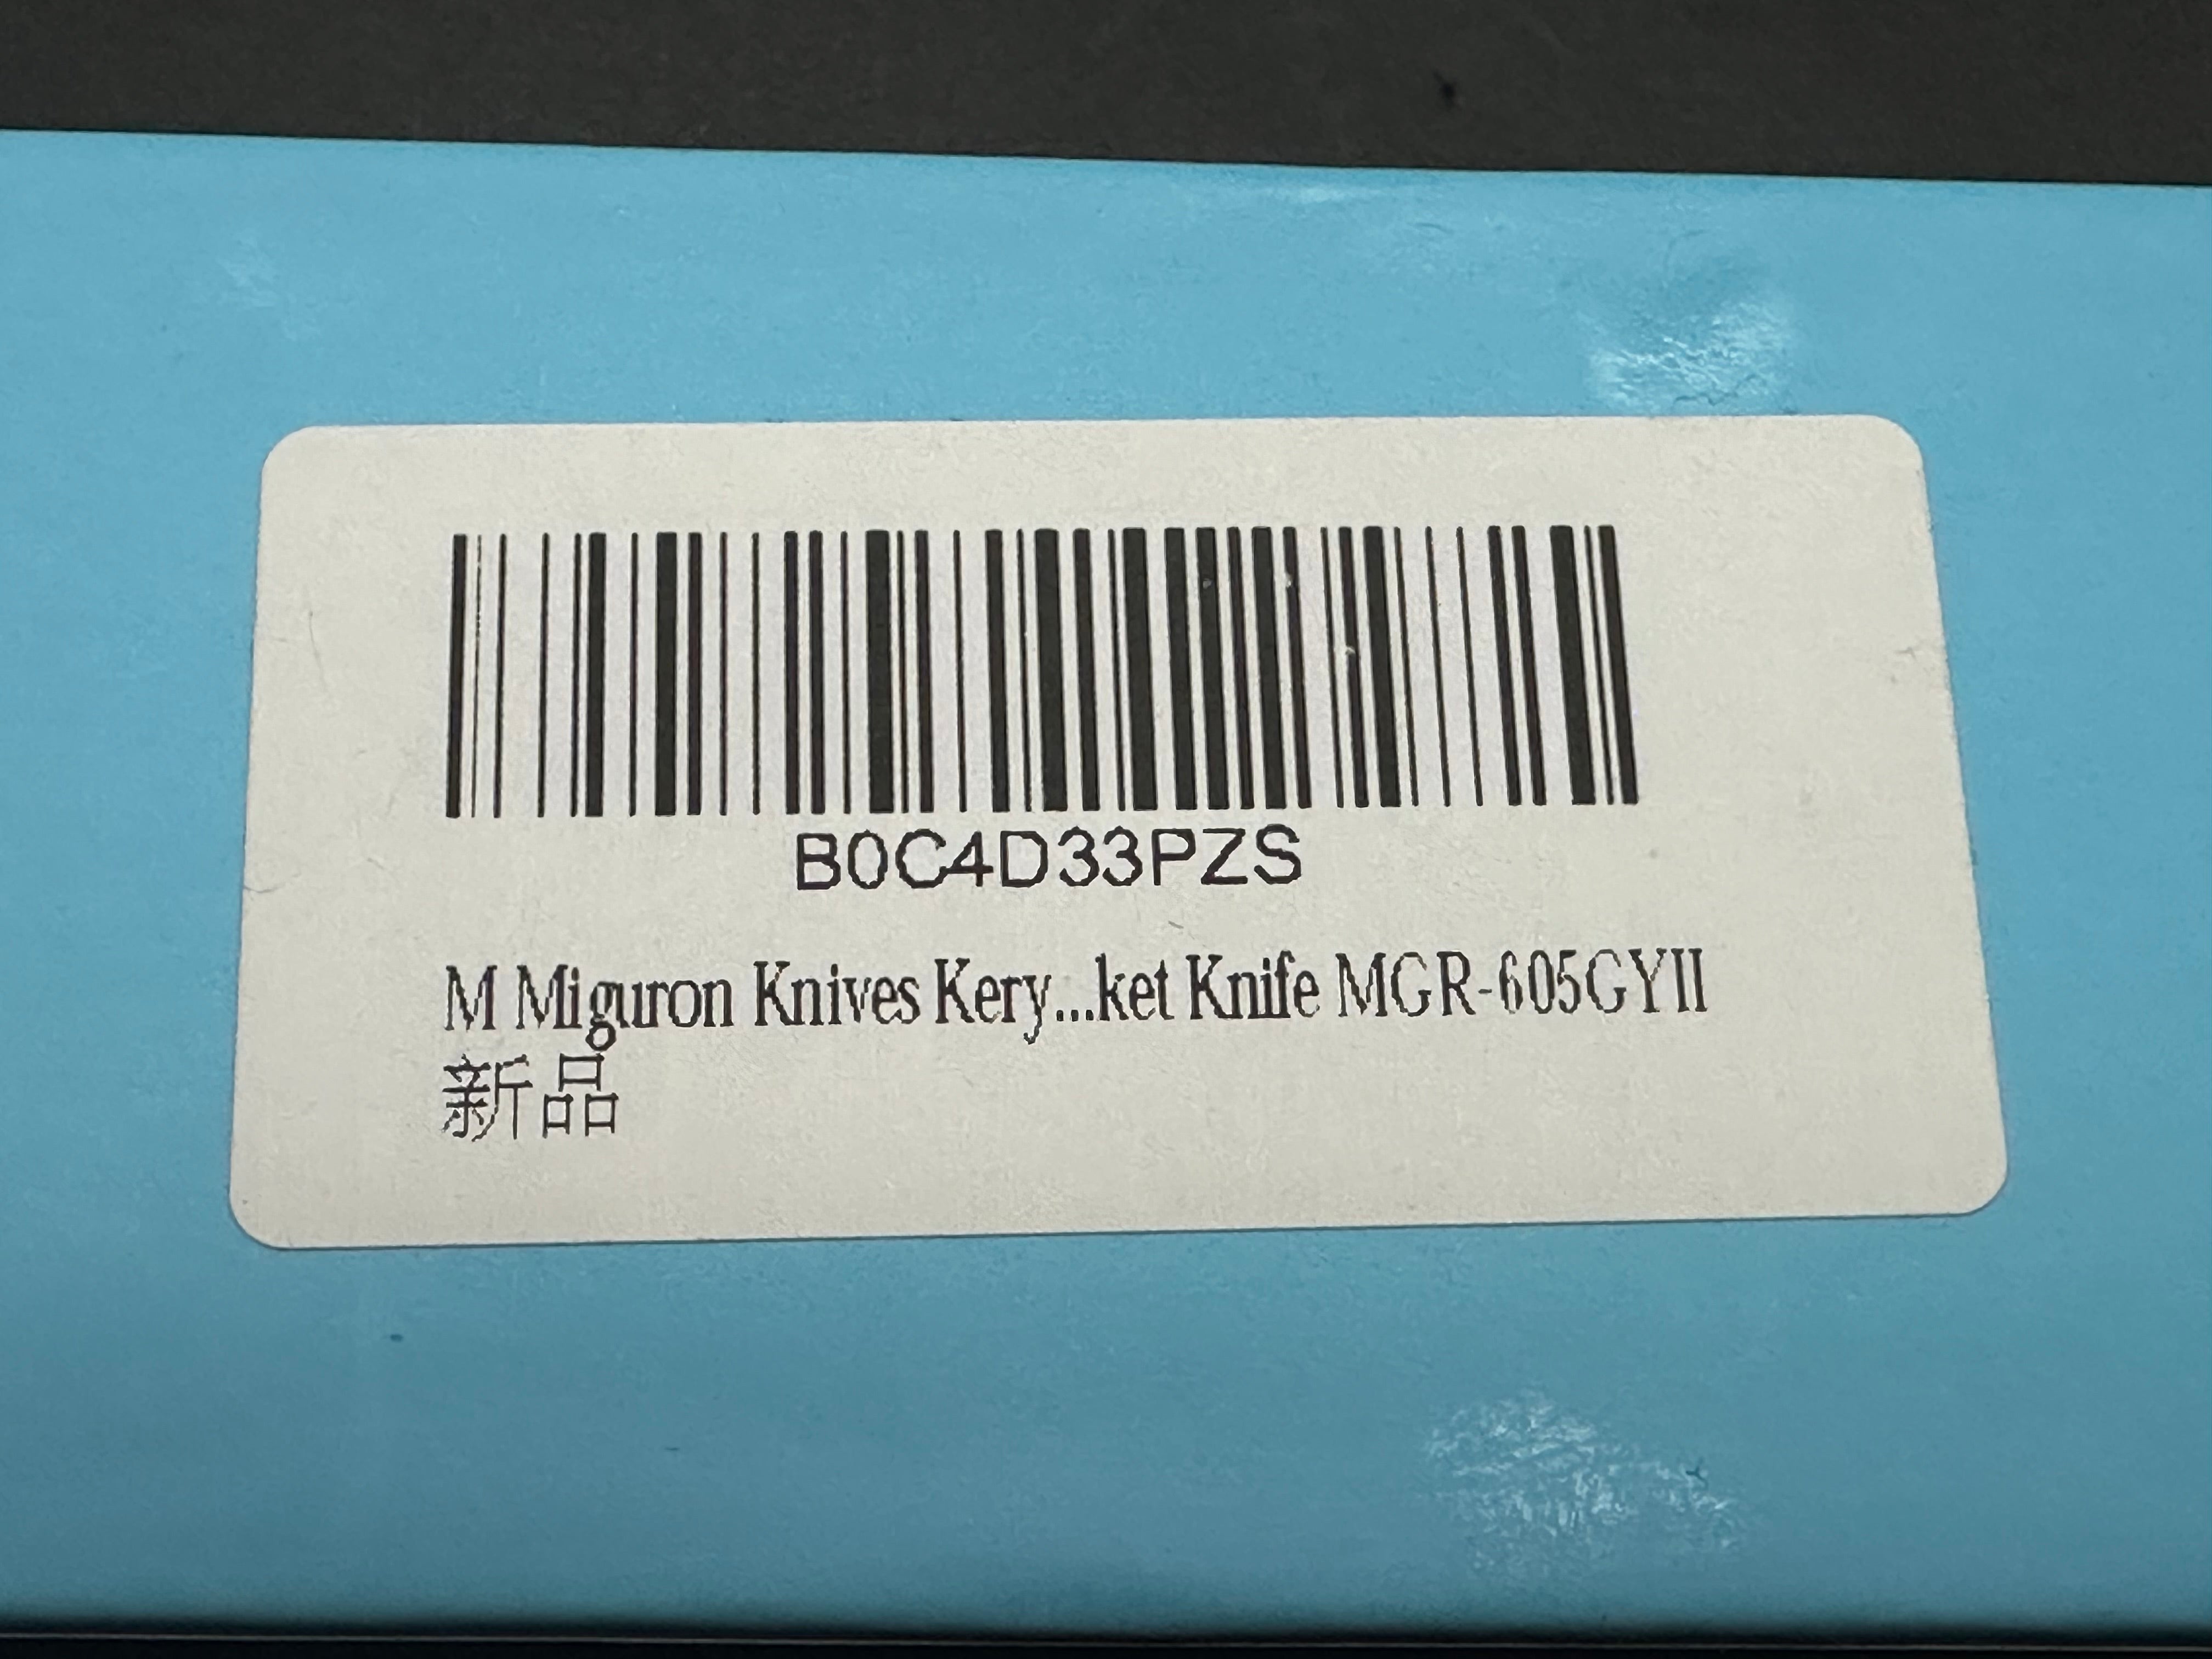 B0C4D33PZS
M Miguron Knives Kery...ket Knife MGR-605GYII
新品